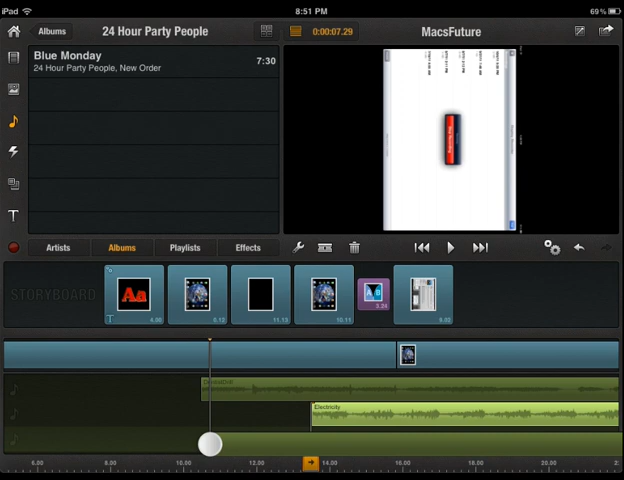 iPad
8:51 PM
69%
Albums
24 Hour Party People
0:00:07.29
MacsFuture
Blue Monday
24 Hour Party People, New Order
7:30
Artists
Albums
Playlists
Effects
STORYBOARD
Aa
T
4.00
5.12
11.13
10.11
A B
3.24
6.02
Electricity
6.00
8.00
10.00
12.00
14.00
16.00
18.00
20.00